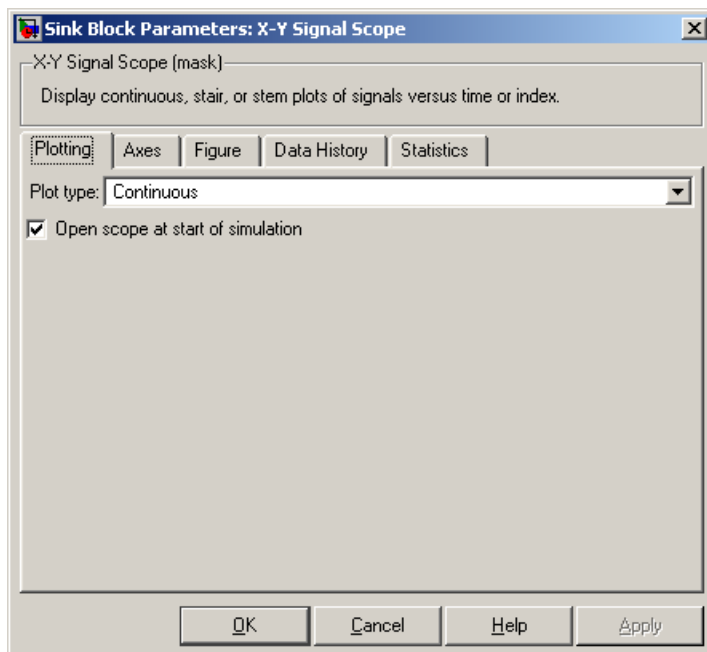 Sink Block Parameters: X-Y Signal Scope
X-Y Signal Scope (mask)
Display continuous, stair, or stem plots of signals versus time or index.
Plotting Axes Figure Data History Statistics
Plot type: Continuous
Open scope at start of simulation
OK Cancel Help Apply